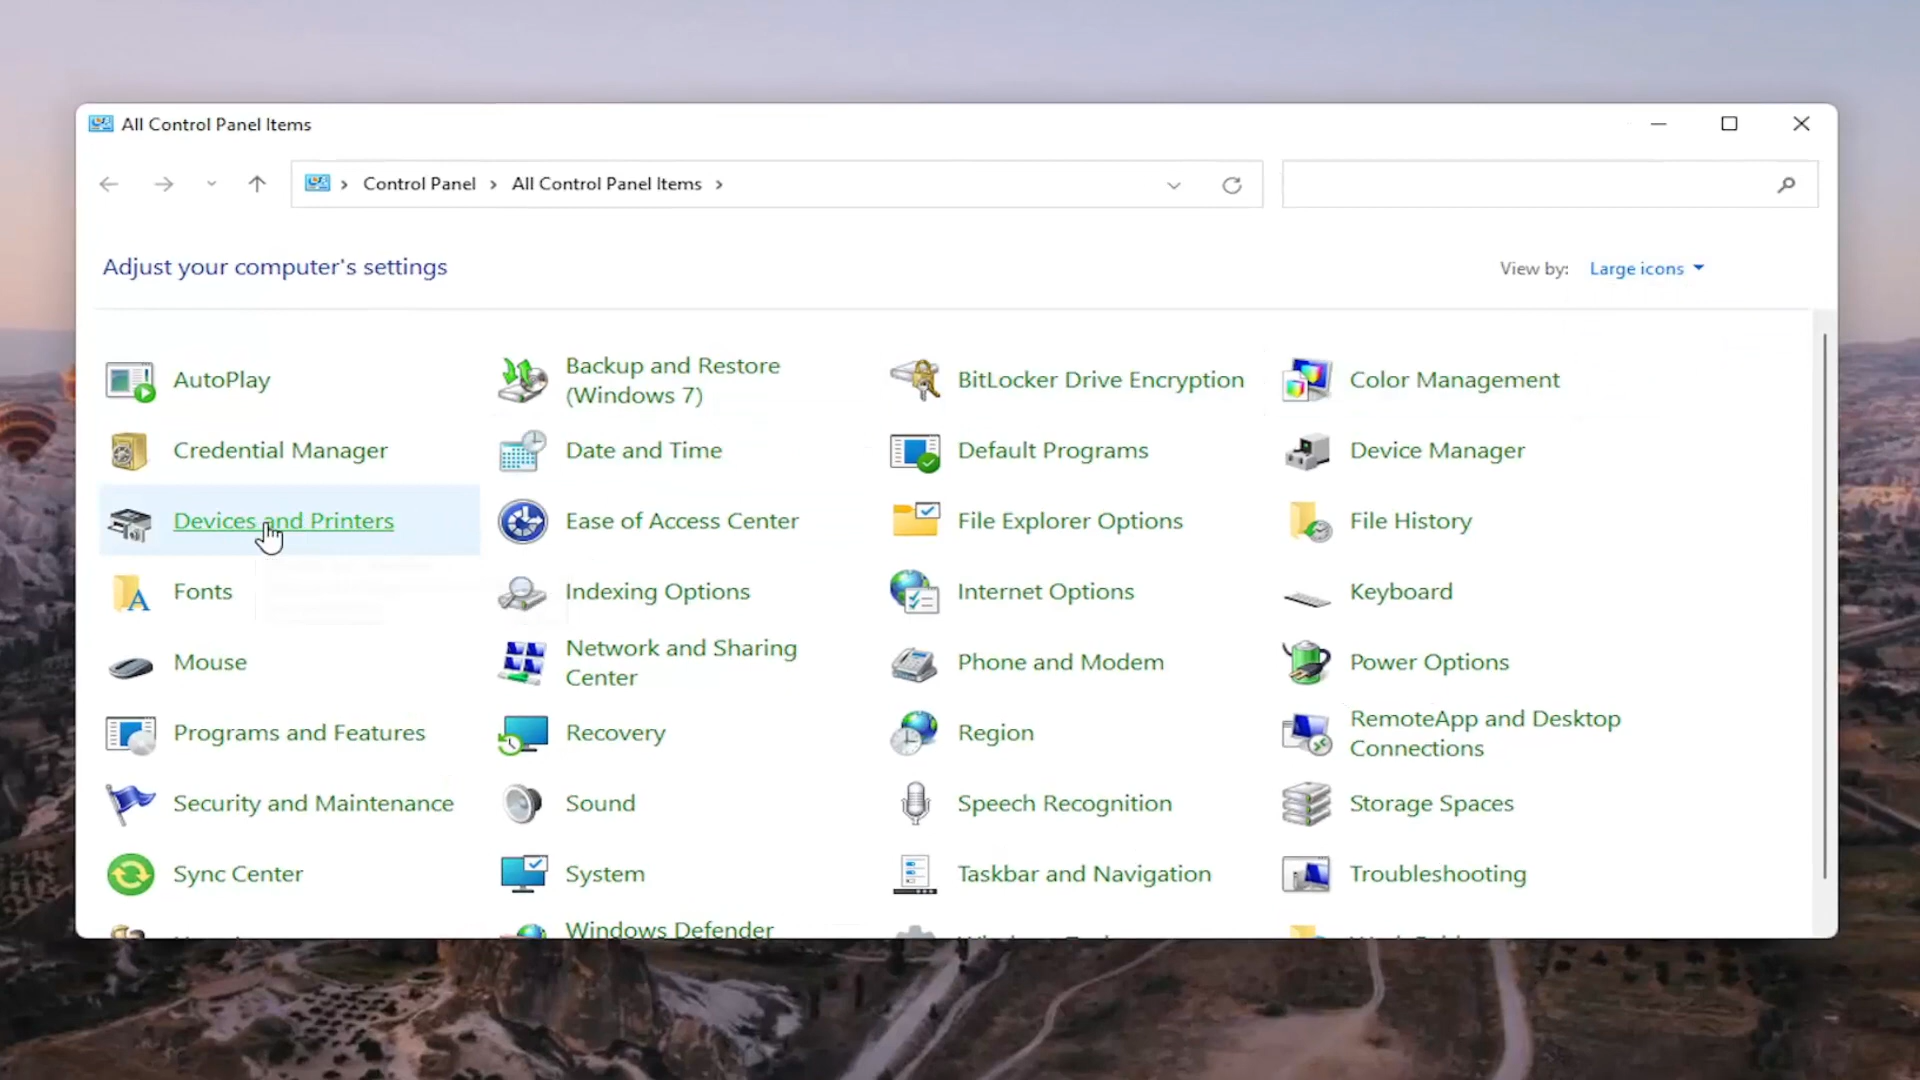 All Control Panel Items
Control Panel
All Control Panel Items
Adjust your computer's settings
View by:
Large icons
AutoPlay
Backup and Restore
(Windows 7)
BitLocker Drive Encryption
Color Management
Credential Manager
Date and Time
Default Programs
Device Manager
Devices and Printers
Ease of Access Center
File Explorer Options
File History
Fonts
Indexing Options
Internet Options
Keyboard
Mouse
Network and Sharing
Center
Phone and Modem
Power Options
Programs and Features
Recovery
Region
RemoteApp and Desktop
Connections
Security and Maintenance
Sound
Speech Recognition
Storage Spaces
Sync Center
System
Taskbar and Navigation
Troubleshooting
Windows Defender